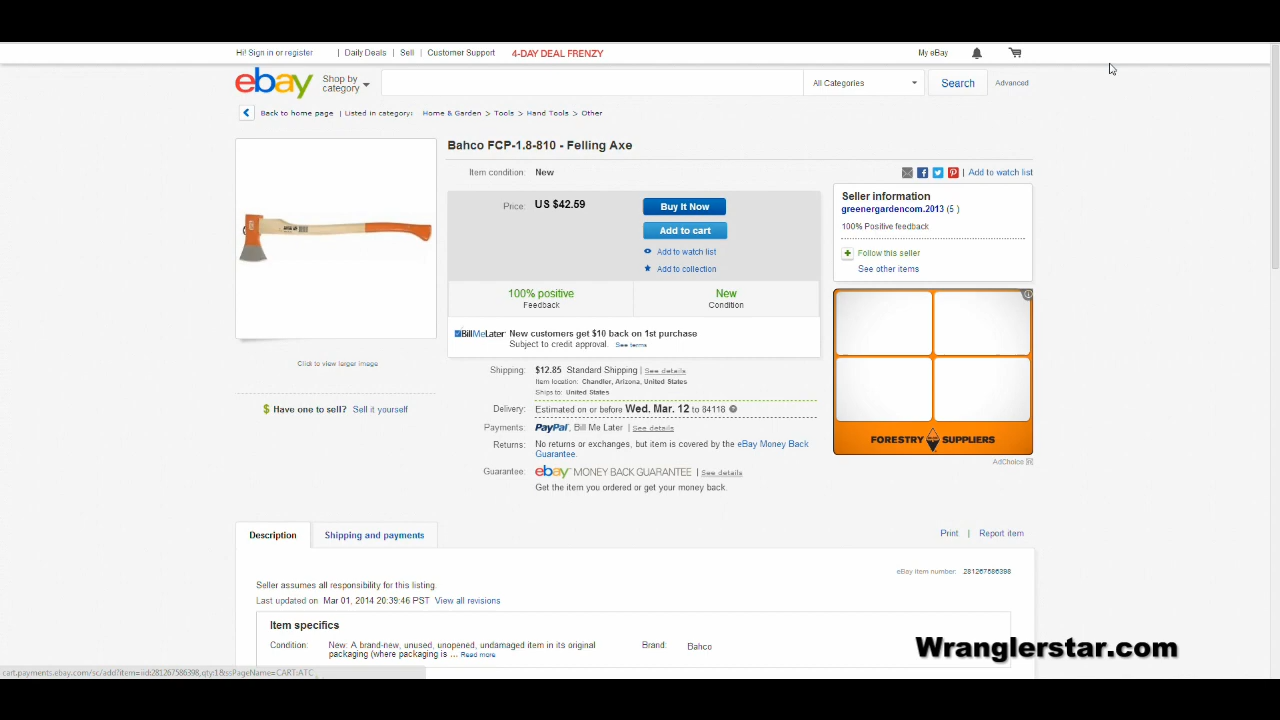 Hi! Sign in or register | Daily Deals | Sell | Customer Support 4-DAY DEAL FRENZY My eBay
ebay Shop by category All Categories Search Advanced
Back to home page | Listed in category: Home & Garden > Tools > Hand Tools > Other
Bahco FCP-1.8-810 - Felling Axe
Item condition: New
| Add to watch list
Price: US $42.59
Buy It Now
Add to cart
Add to watch list
Add to collection
100% positive
Feedback
New
Condition
BillMeLater New customers get $10 back on 1st purchase
Subject to credit approval. See terms
Seller information
greenergardencom.2013 (5 )
100% Positive feedback
Follow this seller
See other items
FORESTRY SUPPLIERS
AdChoice
Click to view larger image
$ Have one to sell? Sell it yourself
Shipping: $12.85 Standard Shipping | See details
Item location: Chandler, Arizona, United States
Ships to: United States
Delivery: Estimated on or before Wed. Mar. 12 to 84118
Payments: PayPal, Bill Me Later | See details
Returns: No returns or exchanges, but item is covered by the eBay Money Back
Guarantee.
Guarantee: ebay MONEY BACK GUARANTEE | See details
Get the item you ordered or get your money back.
Description Shipping and payments Print | Report item
eBay item number: 281267586398
Seller assumes all responsibility for this listing.
Last updated on Mar 01, 2014 20:39:46 PST View all revisions
Item specifics
Condition: New: A brand-new, unused, unopened, undamaged item in its original
packaging (where packaging is ... Read more
Brand: Bahco
Wranglerstar.com
cart.payments.ebay.com/sc/add?item=iid:281267586398,qty:1&ssPageName=CART:ATC